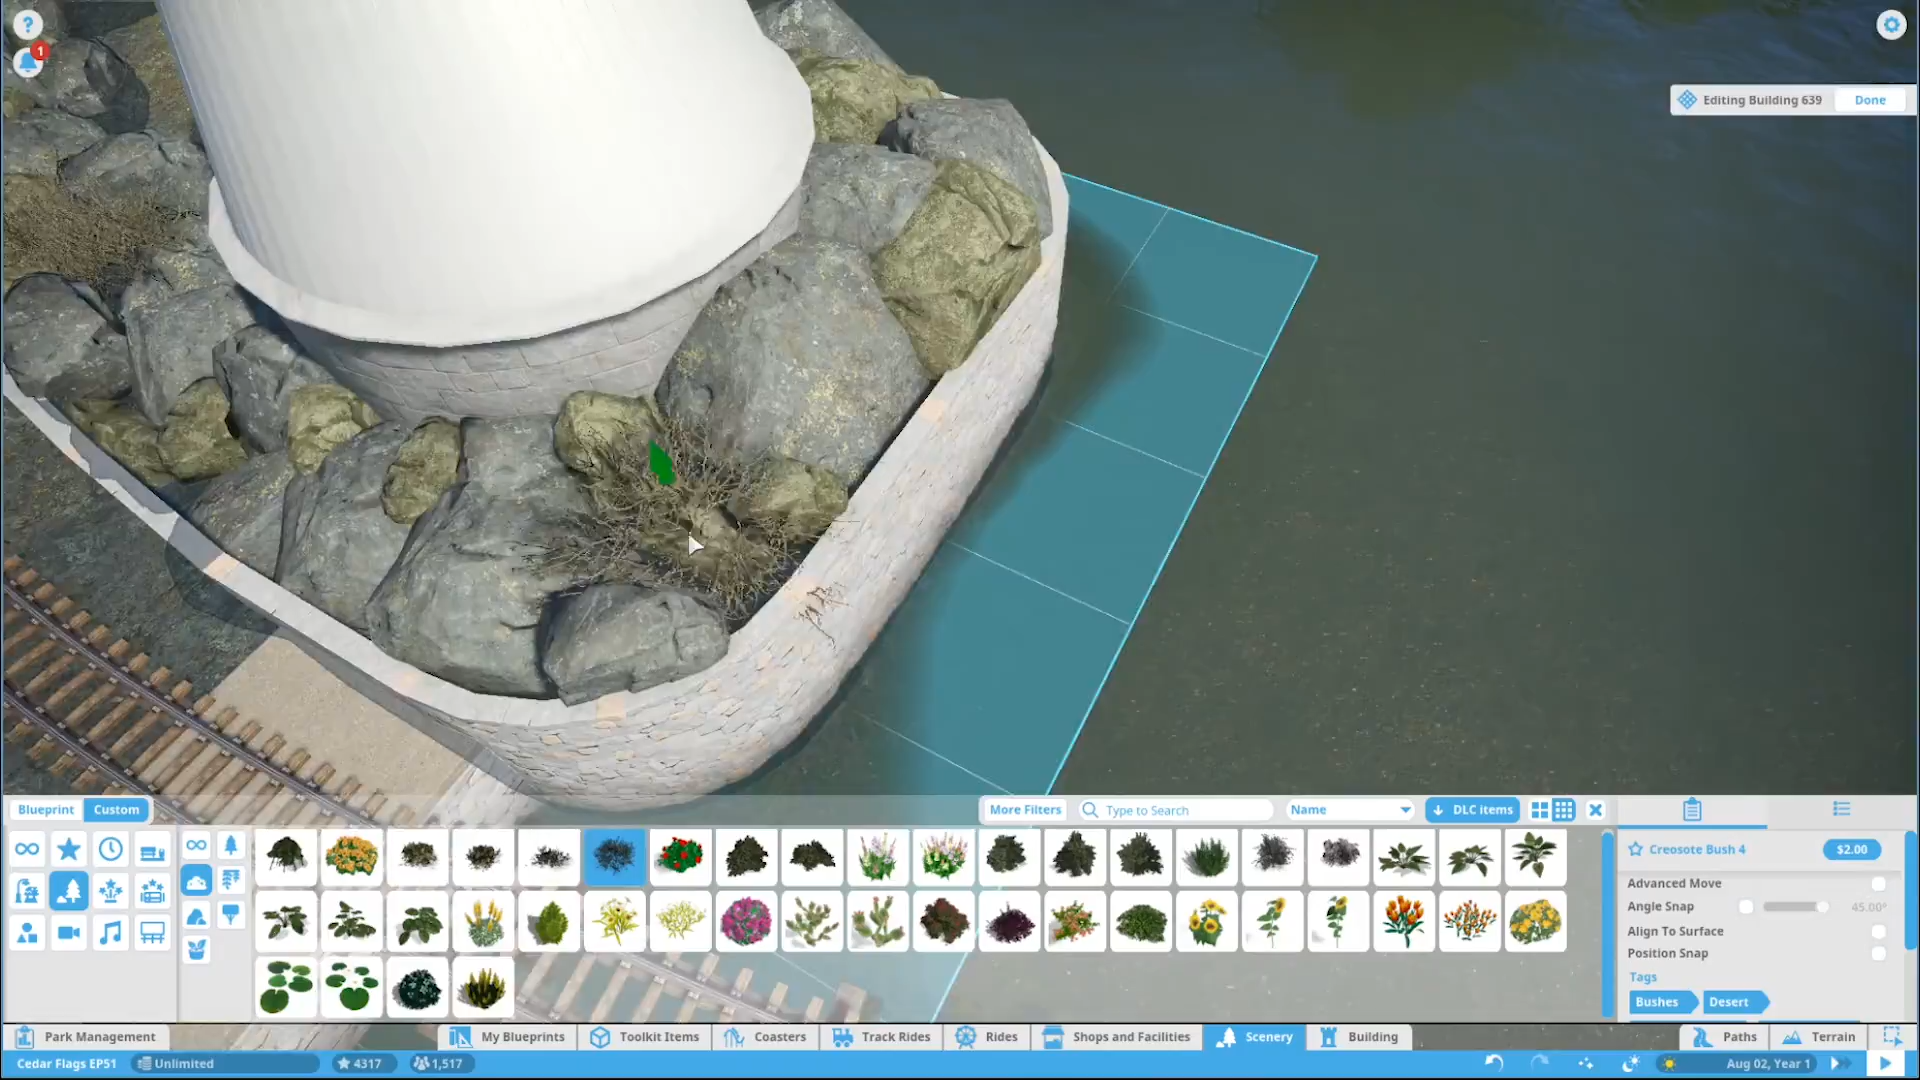 ?
1
Editing Building 639 Done
Blueprint Custom
More Filters Type to Search Name DLC items
Creosote Bush 4 $2.00
Advanced Move
Angle Snap 45.00°
Align To Surface
Position Snap
Tags
Bushes Desert
Park Management My Blueprints Toolkit Items Coasters Track Rides Rides Shops and Facilities Scenery Building Paths Terrain
Cedar Flags EP51 Unlimited 4317 1,517 Aug 02, Year 1